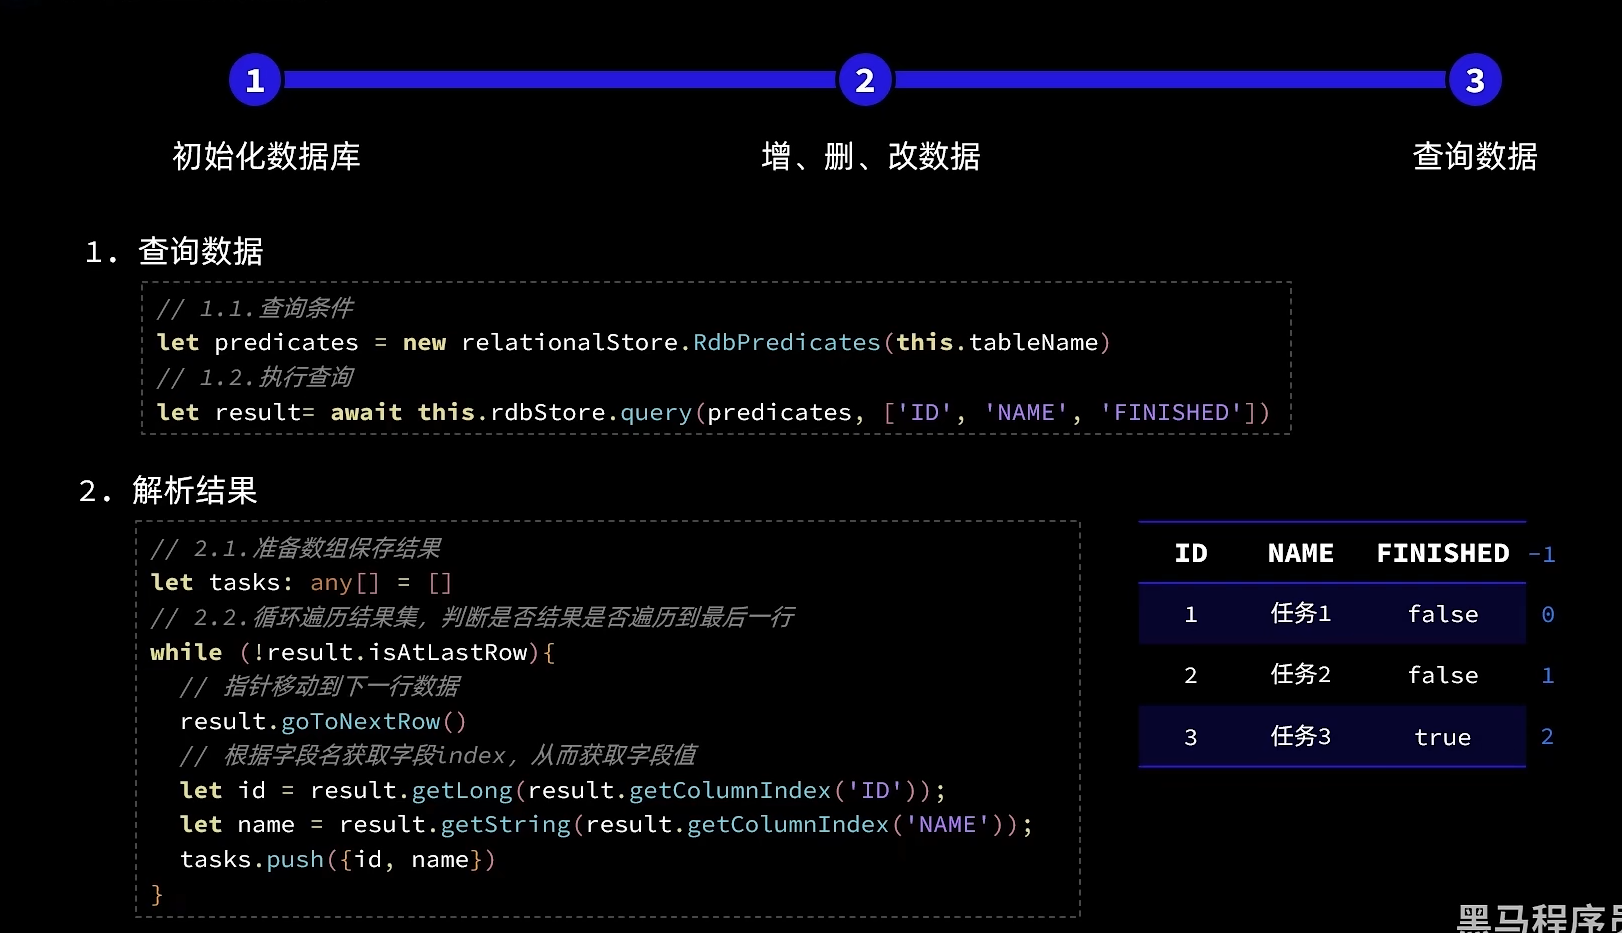 1
2
3
初始化数据库
增、删、改数据
查询数据
1. 查询数据
// 1.1.查询条件
let predicates = new relationalStore.RdbPredicates(this.tableName)
// 1.2.执行查询
let result= await this.rdbStore.query(predicates, ['ID', 'NAME', 'FINISHED'])
2. 解析结果
// 2.1.准备数组保存结果
let tasks: any[] = []
// 2.2.循环遍历结果集，判断是否结果是否遍历到最后一行
while (!result.isAtLastRow){
// 指针移动到下一行数据
result.goToNextRow()
// 根据字段名获取字段index，从而获取字段值
let id = result.getLong(result.getColumnIndex('ID'));
let name = result.getString(result.getColumnIndex('NAME'));
tasks.push({id, name})
}
ID NAME FINISHED -1
1 任务1 false 0
2 任务2 false 1
3 任务3 true 2
黑马程序员